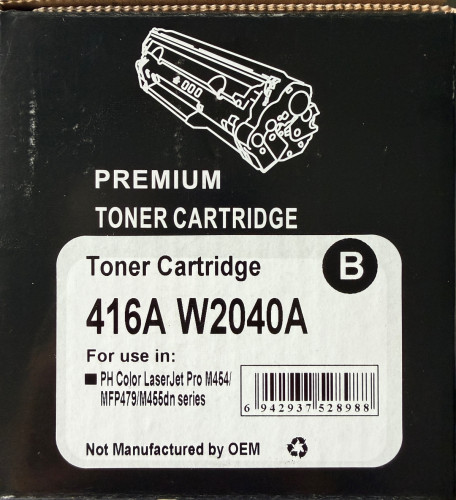 PREMIUM
TONER CARTRIDGE
Toner Cartridge
B
416A W2040A
For use in:
PH Color LaserJet Pro M454/
MFP479/M455dn series
6 942937 528988
Not Manufactured by OEM